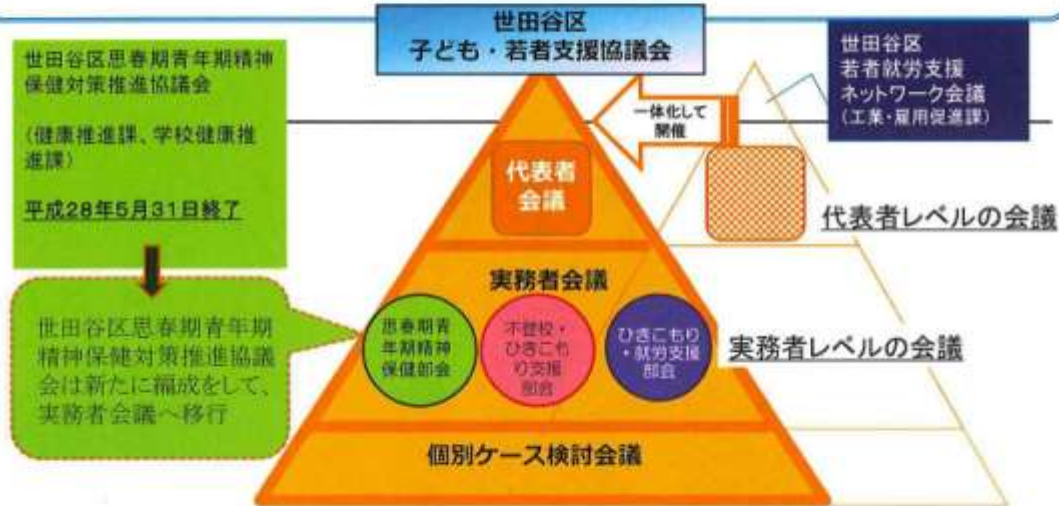 世田谷区
子ども・若者支援協議会
世田谷区思春期青年期精神
保健対策推進協議会
(健康推進課、学校健康推
進課)
平成28年5月31日終了
世田谷区思春期青年期
精神保健対策推進協議
会は新たに編成をして、
実務者会議へ移行
一体化して
開催
世田谷区
若者就労支援
ネットワーク会議
(工業・雇用促進課)
代表者
会議
代表者レベルの会議
実務者会議
思春期青
年期精神
保健部会
不登校・
ひきこも
り支援
部会
ひきこもり
・就労支援
部会
実務者レベルの会議
個別ケース検討会議